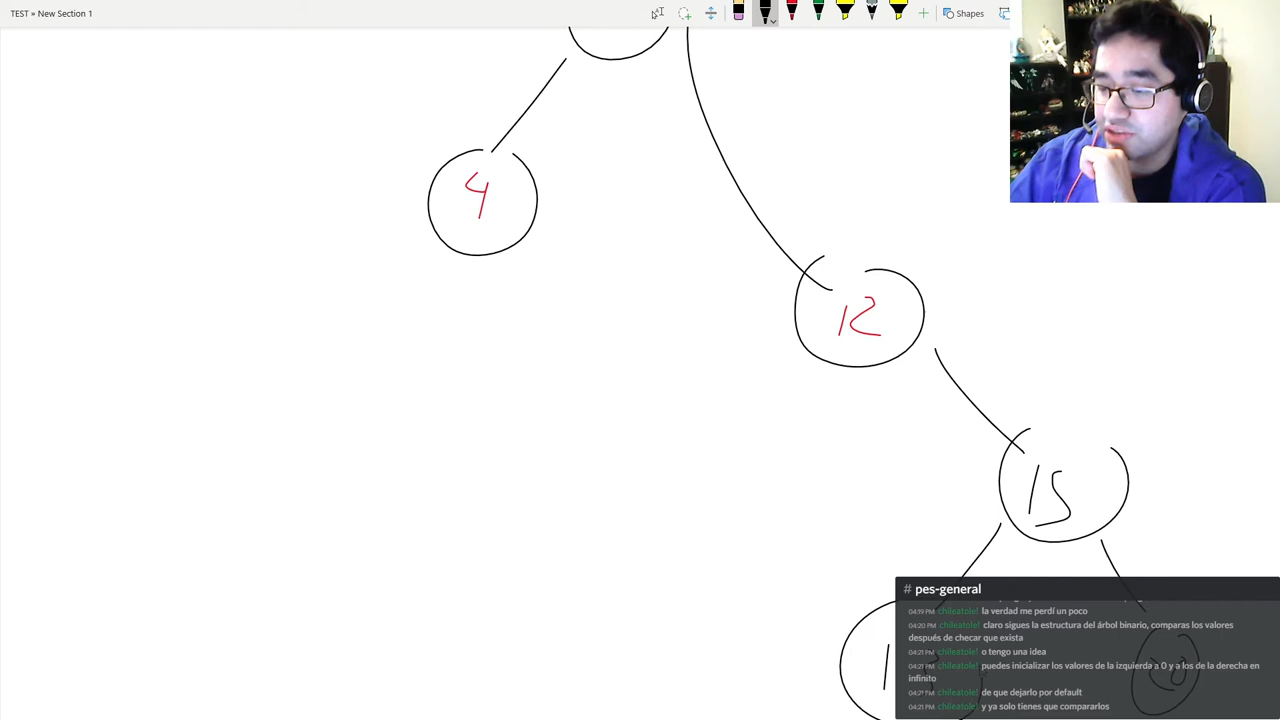 TEST » New Section 1
Shapes
4
12
15
# pes-general
04:19 PM chileatole! la verdad me perdí un poco
04:20 PM chileatole! claro sigues la estructura del árbol binario, comparas los valores
después de checar que exista
04:21 PM chileatole! o tengo una idea
04:21 PM chileatole! puedes inicializar los valores de la izquierda a 0 y a los de la derecha en
infinito
04:21 PM chileatole! de que dejarlo por default
04:21 PM chileatole! y ya solo tienes que compararlos